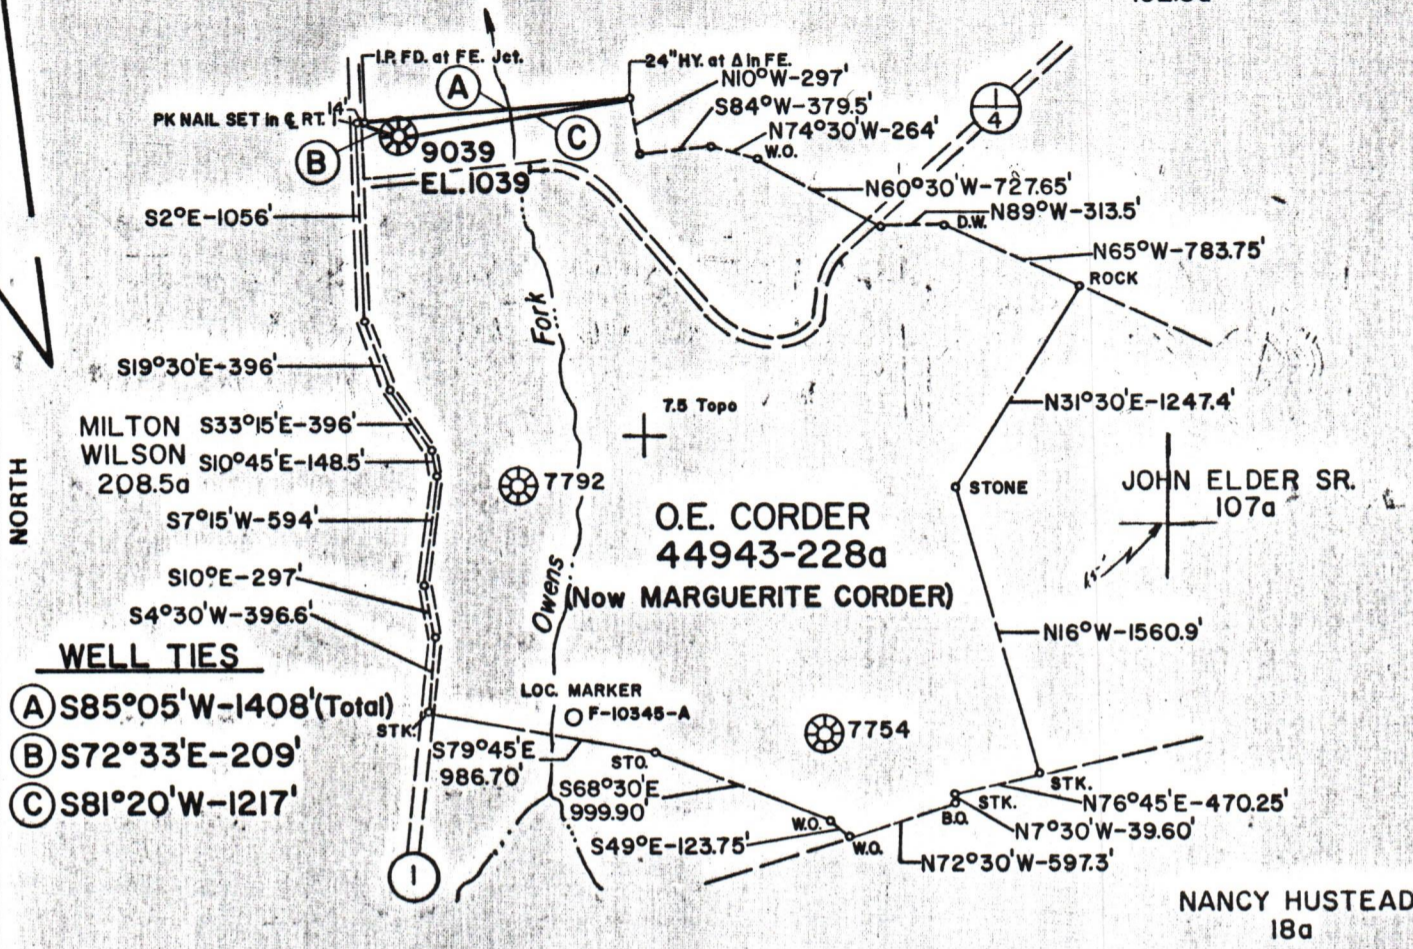 I.P. FD. at FE. Jct.
24"HY. at Δ in FE.
A
N10°W-297'
S84°W-379.5'
1
4
14'
PK NAIL SET in ℄ RT. 1
N74°30'W-264'
C
W.O.
B
9039
EL.1039'
N60°30'W-727.65'
S2°E-1056'
N89°W-313.5'
D.W.
N65°W-783.75'
ROCK
Fork
S19°30'E-396'
7.5 Topo
N31°30'E-1247.4'
MILTON
WILSON
208.5a
S33°15'E-396'
S10°45'E-148.5'
NORTH
7792
STONE
JOHN ELDER SR.
107a
S7°15'W-594'
O.E. CORDER
44943-228a
(Now MARGUERITE CORDER)
Owens
S10°E-297'
S4°30'W-396.6'
N16°W-1560.9'
WELL TIES
A S85°05'W-1408'(Total)
B S72°33'E-209'
C S81°20'W-1217'
LOC. MARKER
F-10345-A
STK.
7754
S79°45'E
986.70'
STO.
S68°30'E
999.90'
STK.
STK.
N76°45'E-470.25'
B.O.
N7°30'W-39.60'
W.O.
S49°E-123.75'
W.O.
N72°30'W-597.3'
1
NANCY HUSTEAD
18a